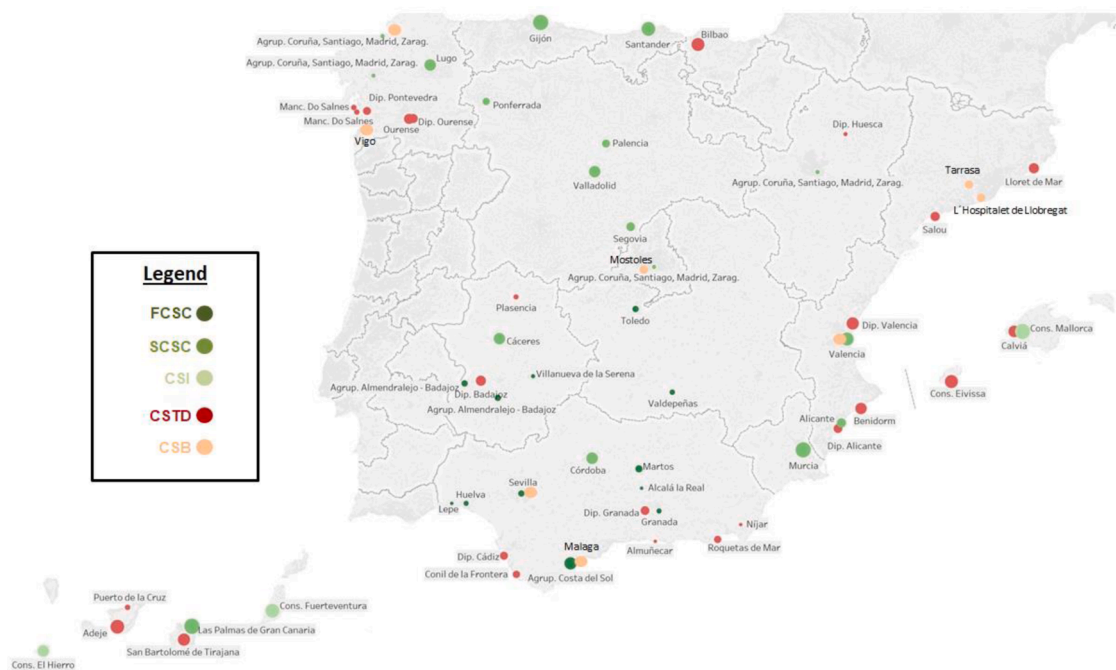 Agrup. Coruña, Santiago, Madrid, Zarag.
Gijón
Santander
Bilbao
Agrup. Coruña, Santiago, Madrid, Zarag.
Lugo
Manc. Do Salnes
Dip. Pontevedra
Ponferrada
Manc. Do Salnes
Ourense
Dip. Ourense
Vigo
Dip. Huesca
Palencia
Valladolid
Agrup. Coruña, Santiago, Madrid, Zarag.
Tarrasa
Lloret de Mar
L´Hospitalet de Llobregat
Salou
Segovia
Mostoles
Agrup. Coruña, Santiago, Madrid, Zarag.
Legend
FCSC
SCSC
CSI
CSTD
CSB
Plasencia
Toledo
Dip. Valencia
Cons. Mallorca
Calviá
Cáceres
Valencia
Villanueva de la Serena
Agrup. Almendralejo - Badajoz
Dip. Badajoz
Agrup. Almendralejo - Badajoz
Valdepeñas
Cons. Eivissa
Alicante
Benidorm
Dip. Alicante
Murcia
Córdoba
Martos
Sevilla
Alcalá la Real
Huelva
Lepe
Dip. Granada
Granada
Níjar
Malaga
Almuñecar
Roquetas de Mar
Dip. Cádiz
Conil de la Frontera
Agrup. Costa del Sol
Puerto de la Cruz
Cons. Fuerteventura
Adeje
Las Palmas de Gran Canaria
San Bartolomé de Tirajana
Cons. El Hierro